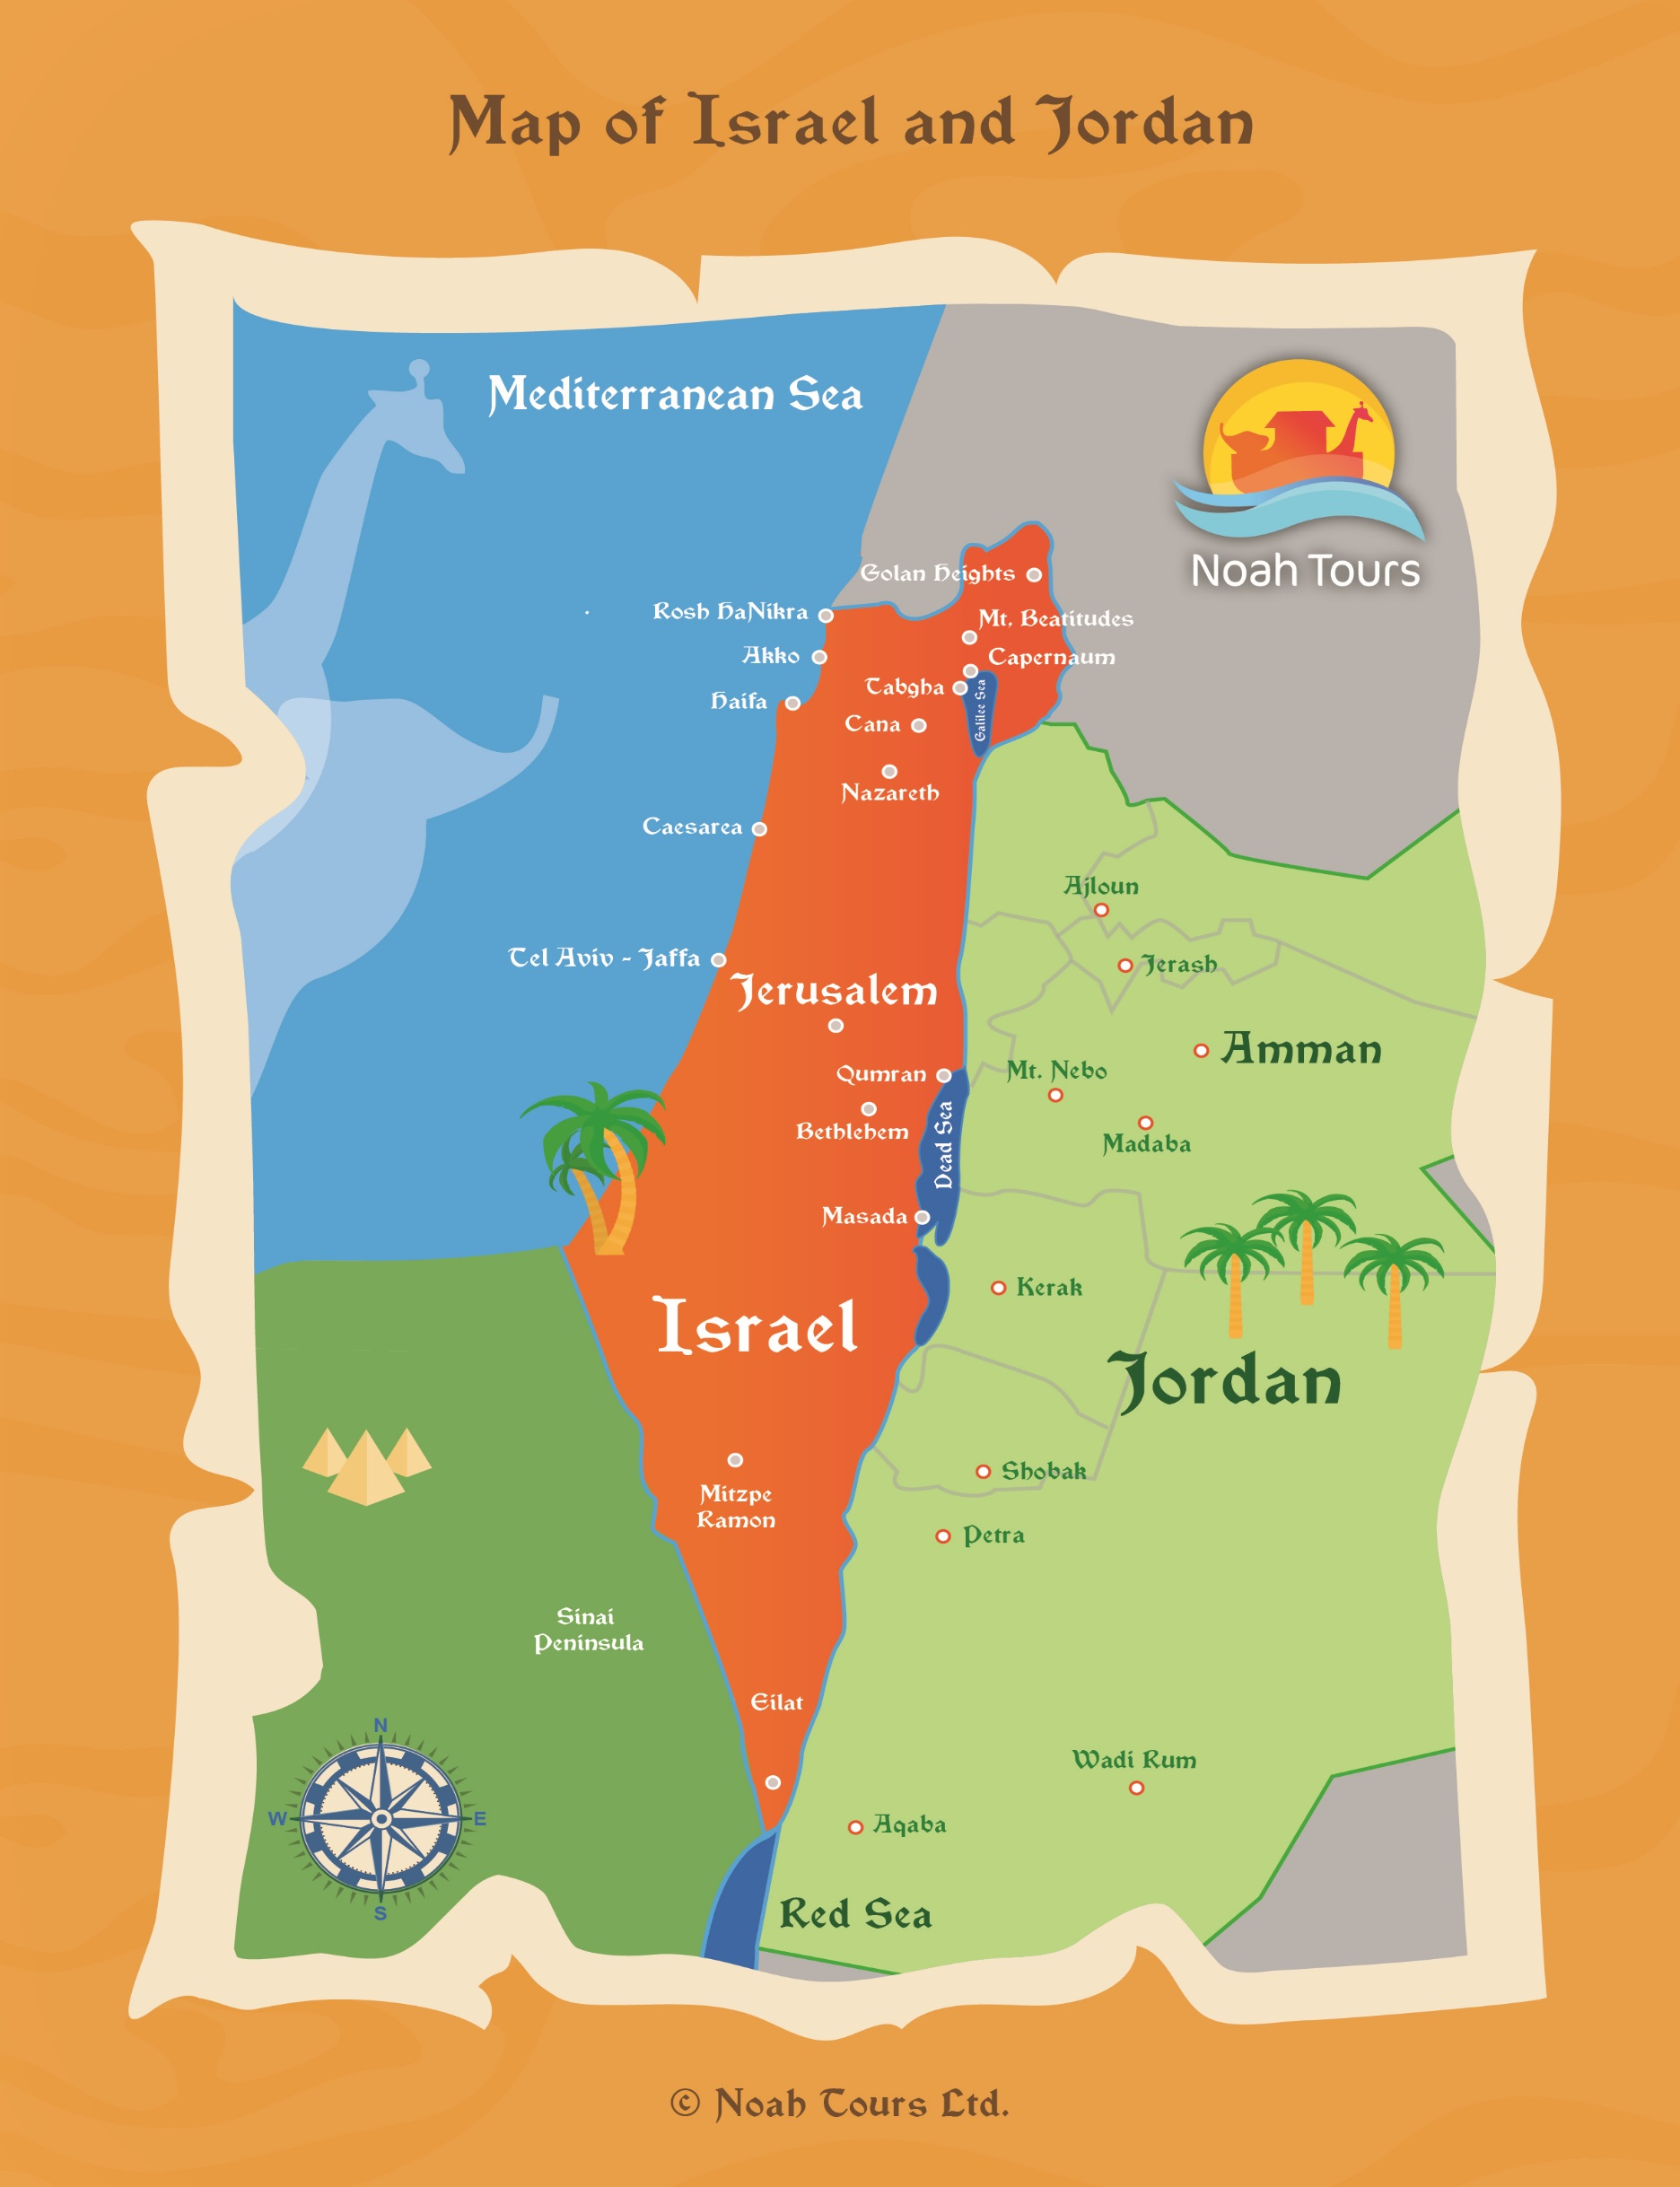 Map of Israel and Jordan
Mediterranean Sea
Noah Tours
Golan Heights
Rosh HaNikra
Mt. Beatitudes
Akko
Capernaum
Tabgha
Galilee Sea
Haifa
Cana
Nazareth
Caesarea
Ajloun
Tel Aviv - Jaffa
Jerash
Jerusalem
Amman
Qumran
Mt. Nebo
Dead Sea
Bethlehem
Madaba
Masada
Kerak
Israel
Jordan
Shobak
Mitzpe
Ramon
Petra
Sinai
Peninsula
Eilat
N
W
E
S
Wadi Rum
Aqaba
Red Sea
© Noah Tours Ltd.